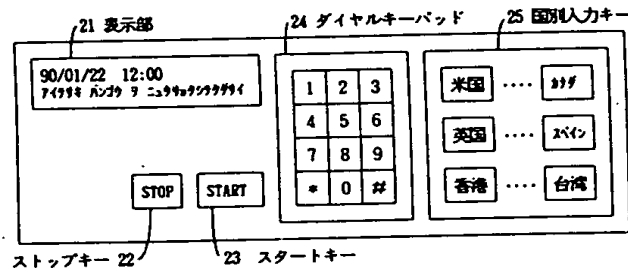 21 表示部
24 ダイヤルキーパッド
25 国別入力キー
90/01/22 12:00
アイテサキ バンゴウ ヲ ニュウリョクシテクダサイ
1 2 3
4 5 6
7 8 9
* 0 #
米国 ‥‥ カナダ
英国 ‥‥ スペイン
香港 ‥‥ 台湾
STOP START
ストップキー 22
23 スタートキー